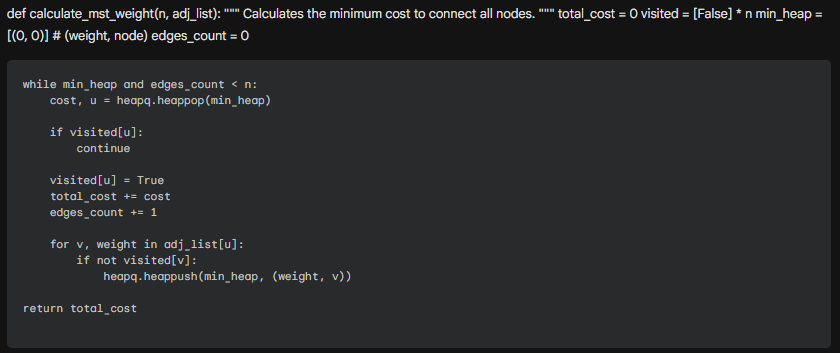 def calculate_mst_weight(n, adj_list): """ Calculates the minimum cost to connect all nodes. """ total_cost = 0 visited = [False] * n min_heap =
[(0, 0)] # (weight, node) edges_count = 0
while min_heap and edges_count < n:
    cost, u = heapq.heappop(min_heap)
    if visited[u]:
        continue
    visited[u] = True
    total_cost += cost
    edges_count += 1
    for v, weight in adj_list[u]:
        if not visited[v]:
            heapq.heappush(min_heap, (weight, v))
return total_cost